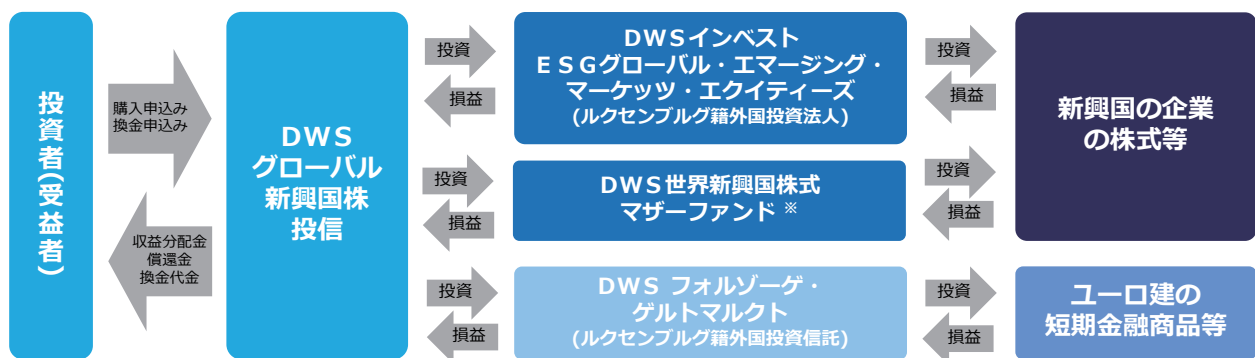 投資者(受益者)
購入申込み
換金申込み
収益分配金
償還金
換金代金
DWS
グローバル
新興国株
投信
投資
損益
DWSインベスト
ESGグローバル・エマージング・
マーケッツ・エクイティーズ
(ルクセンブルグ籍外国投資法人)
投資
損益
新興国の企業
の株式等
投資
損益
DWS世界新興国株式
マザーファンド ※
投資
損益
投資
損益
DWS フォルゾーゲ・
ゲルトマルクト
(ルクセンブルグ籍外国投資信託)
投資
損益
ユーロ建の
短期金融商品等